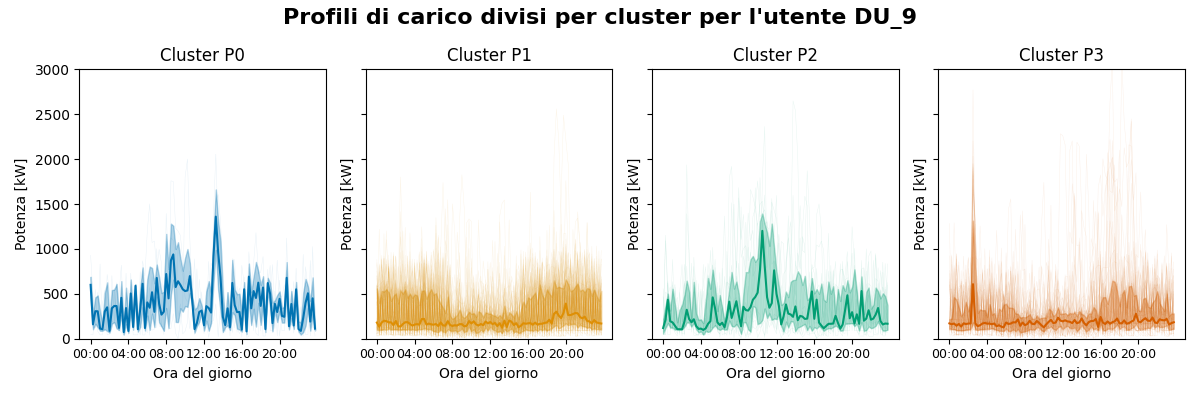 Profili di carico divisi per cluster per l'utente DU_9
Cluster P0
Cluster P1
Cluster P2
Cluster P3
3000
2500
2000
1500
1000
500
0
Potenza [kW]
Potenza [kW]
Potenza [kW]
Potenza [kW]
00:00 04:00 08:00 12:00 16:00 20:00
00:00 04:00 08:00 12:00 16:00 20:00
00:00 04:00 08:00 12:00 16:00 20:00
00:00 04:00 08:00 12:00 16:00 20:00
Ora del giorno
Ora del giorno
Ora del giorno
Ora del giorno